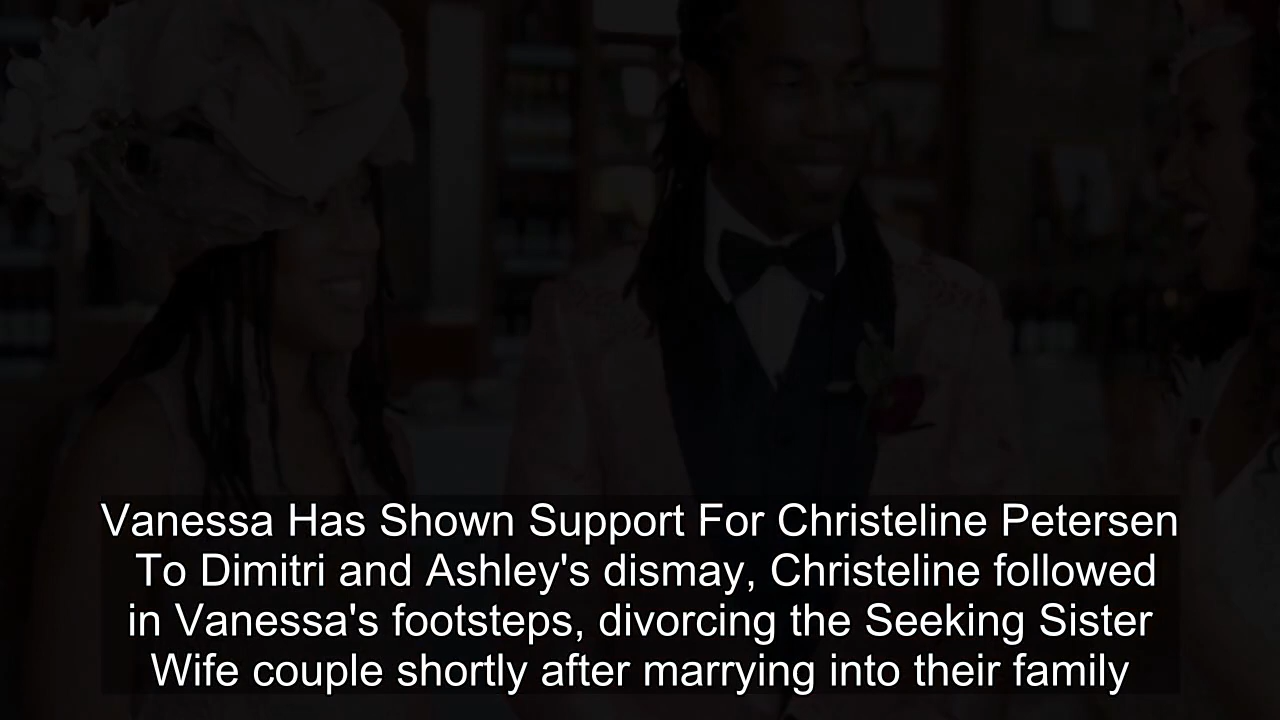 Vanessa Has Shown Support For Christeline Petersen
To Dimitri and Ashley's dismay, Christeline followed
in Vanessa's footsteps, divorcing the Seeking Sister
Wife couple shortly after marrying into their family